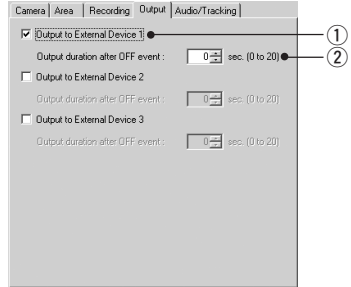 Camera Area Recording Output Audio/Tracking
Output to External Device 1 1
Output duration after OFF event : 0 sec. (0 to 20) 2
Output to External Device 2
Output duration after OFF event : 0 sec. (0 to 20)
Output to External Device 3
Output duration after OFF event : 0 sec. (0 to 20)